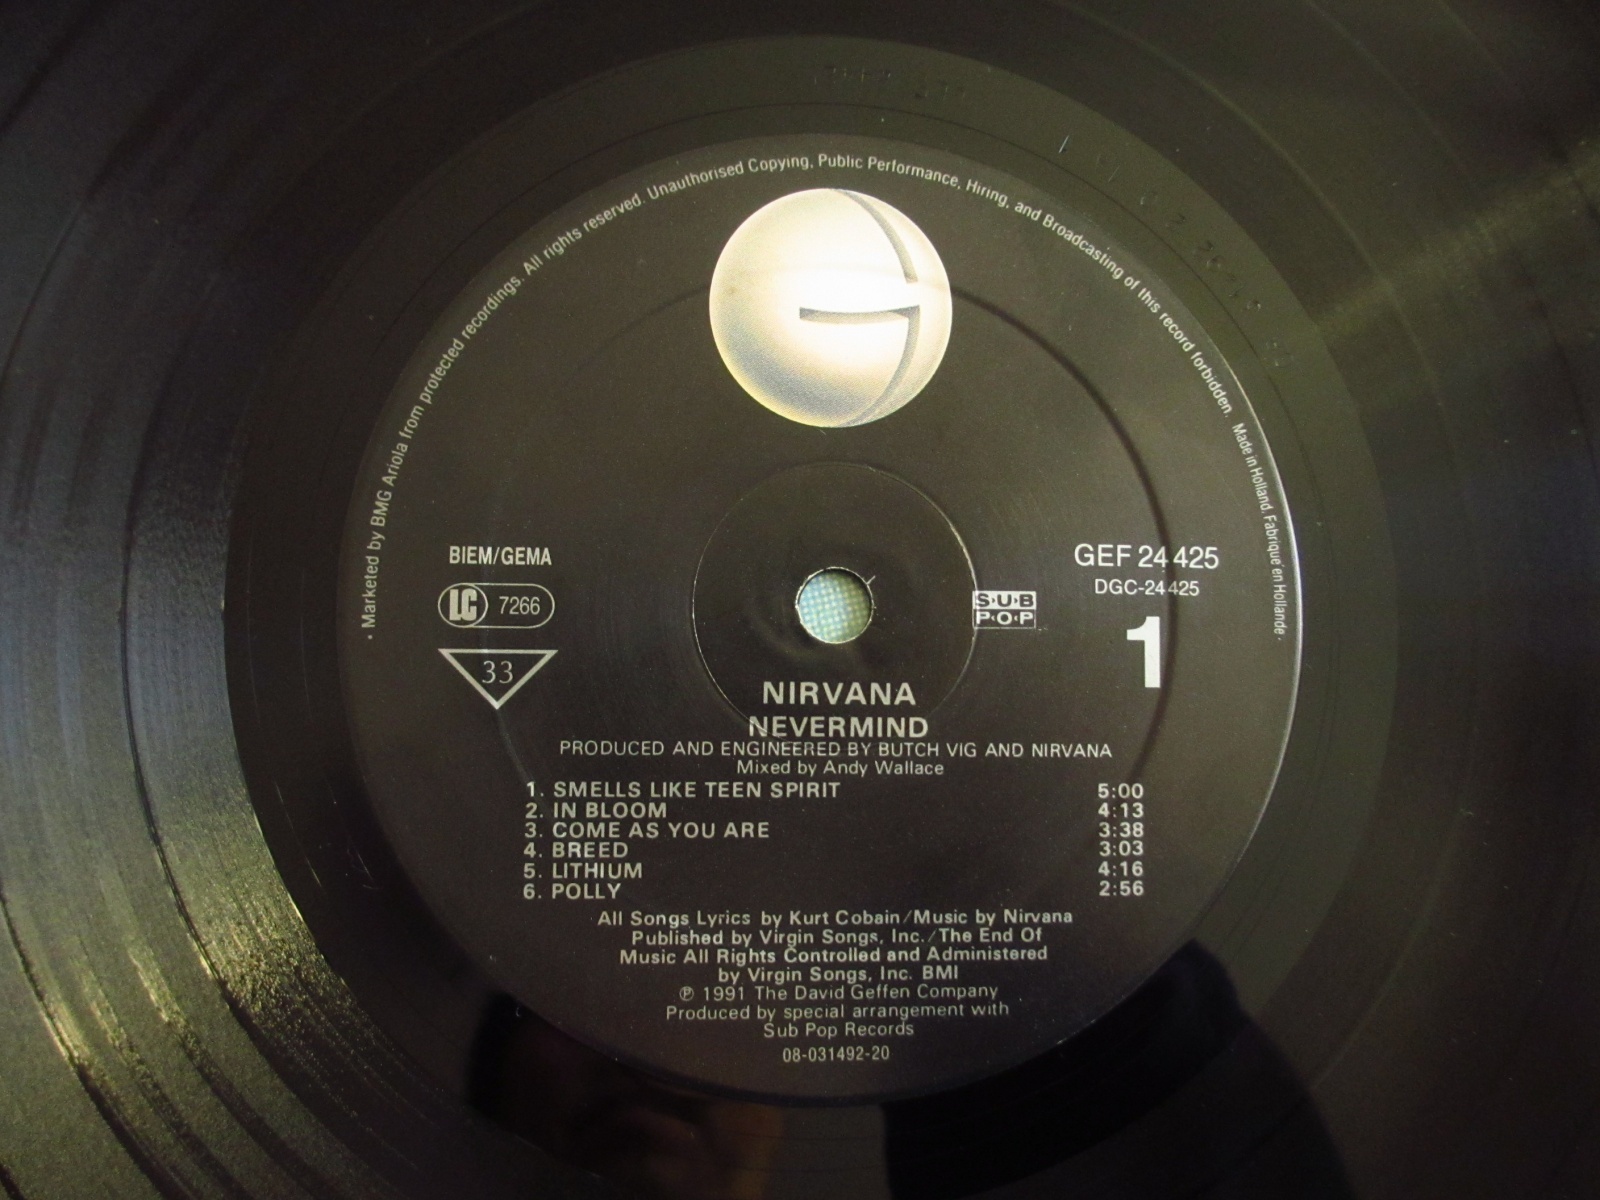 · Marketed by BMG Ariola from protected recordings. All rights reserved. Unauthorised Copying, Public Performance, Hiring, and Broadcasting of this record forbidden. Made in Holland. Fabriqué en Hollande·
BIEM/GEMA
LC 7266
33
SUB
POP
GEF 24 425
DGC-24 425
1
NIRVANA
NEVERMIND
PRODUCED AND ENGINEERED BY BUTCH VIG AND NIRVANA
Mixed by Andy Wallace
1. SMELLS LIKE TEEN SPIRIT 5:00
2. IN BLOOM 4:13
3. COME AS YOU ARE 3:38
4. BREED 3:03
5. LITHIUM 4:16
6. POLLY 2:56
All Songs Lyrics by Kurt Cobain/Music by Nirvana
Published by Virgin Songs, Inc./The End Of
Music All Rights Controlled and Administered
by Virgin Songs, Inc. BMI
℗ 1991 The David Geffen Company
Produced by special arrangement with
Sub Pop Records
08-031492-20